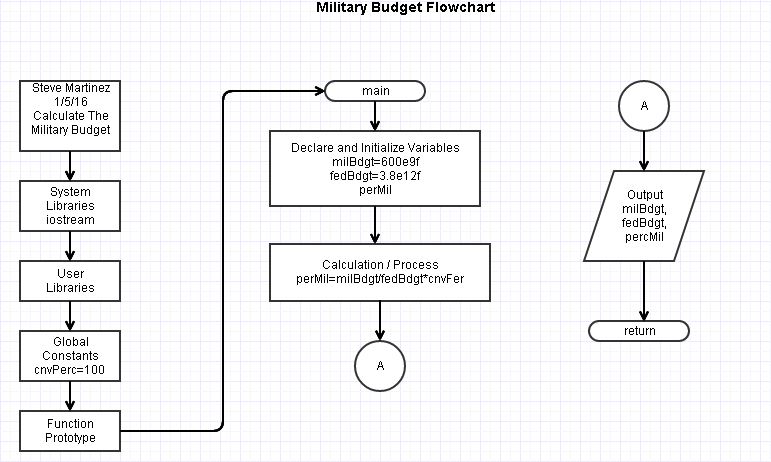 Military Budget Flowchart
Steve Martinez
1/5/16
Calculate The
Military Budget
System
Libraries
iostream
User
Libraries
Global
Constants
cnvPerc=100
Function
Prototype
main
Declare and Initialize Variables
milBdgt=600e9f
fedBdgt=3.8e12f
perMil
Calculation / Process
perMil=milBdgt/fedBdgt*cnvFer
A
A
Output
milBdgt,
fedBdgt,
percMil
return